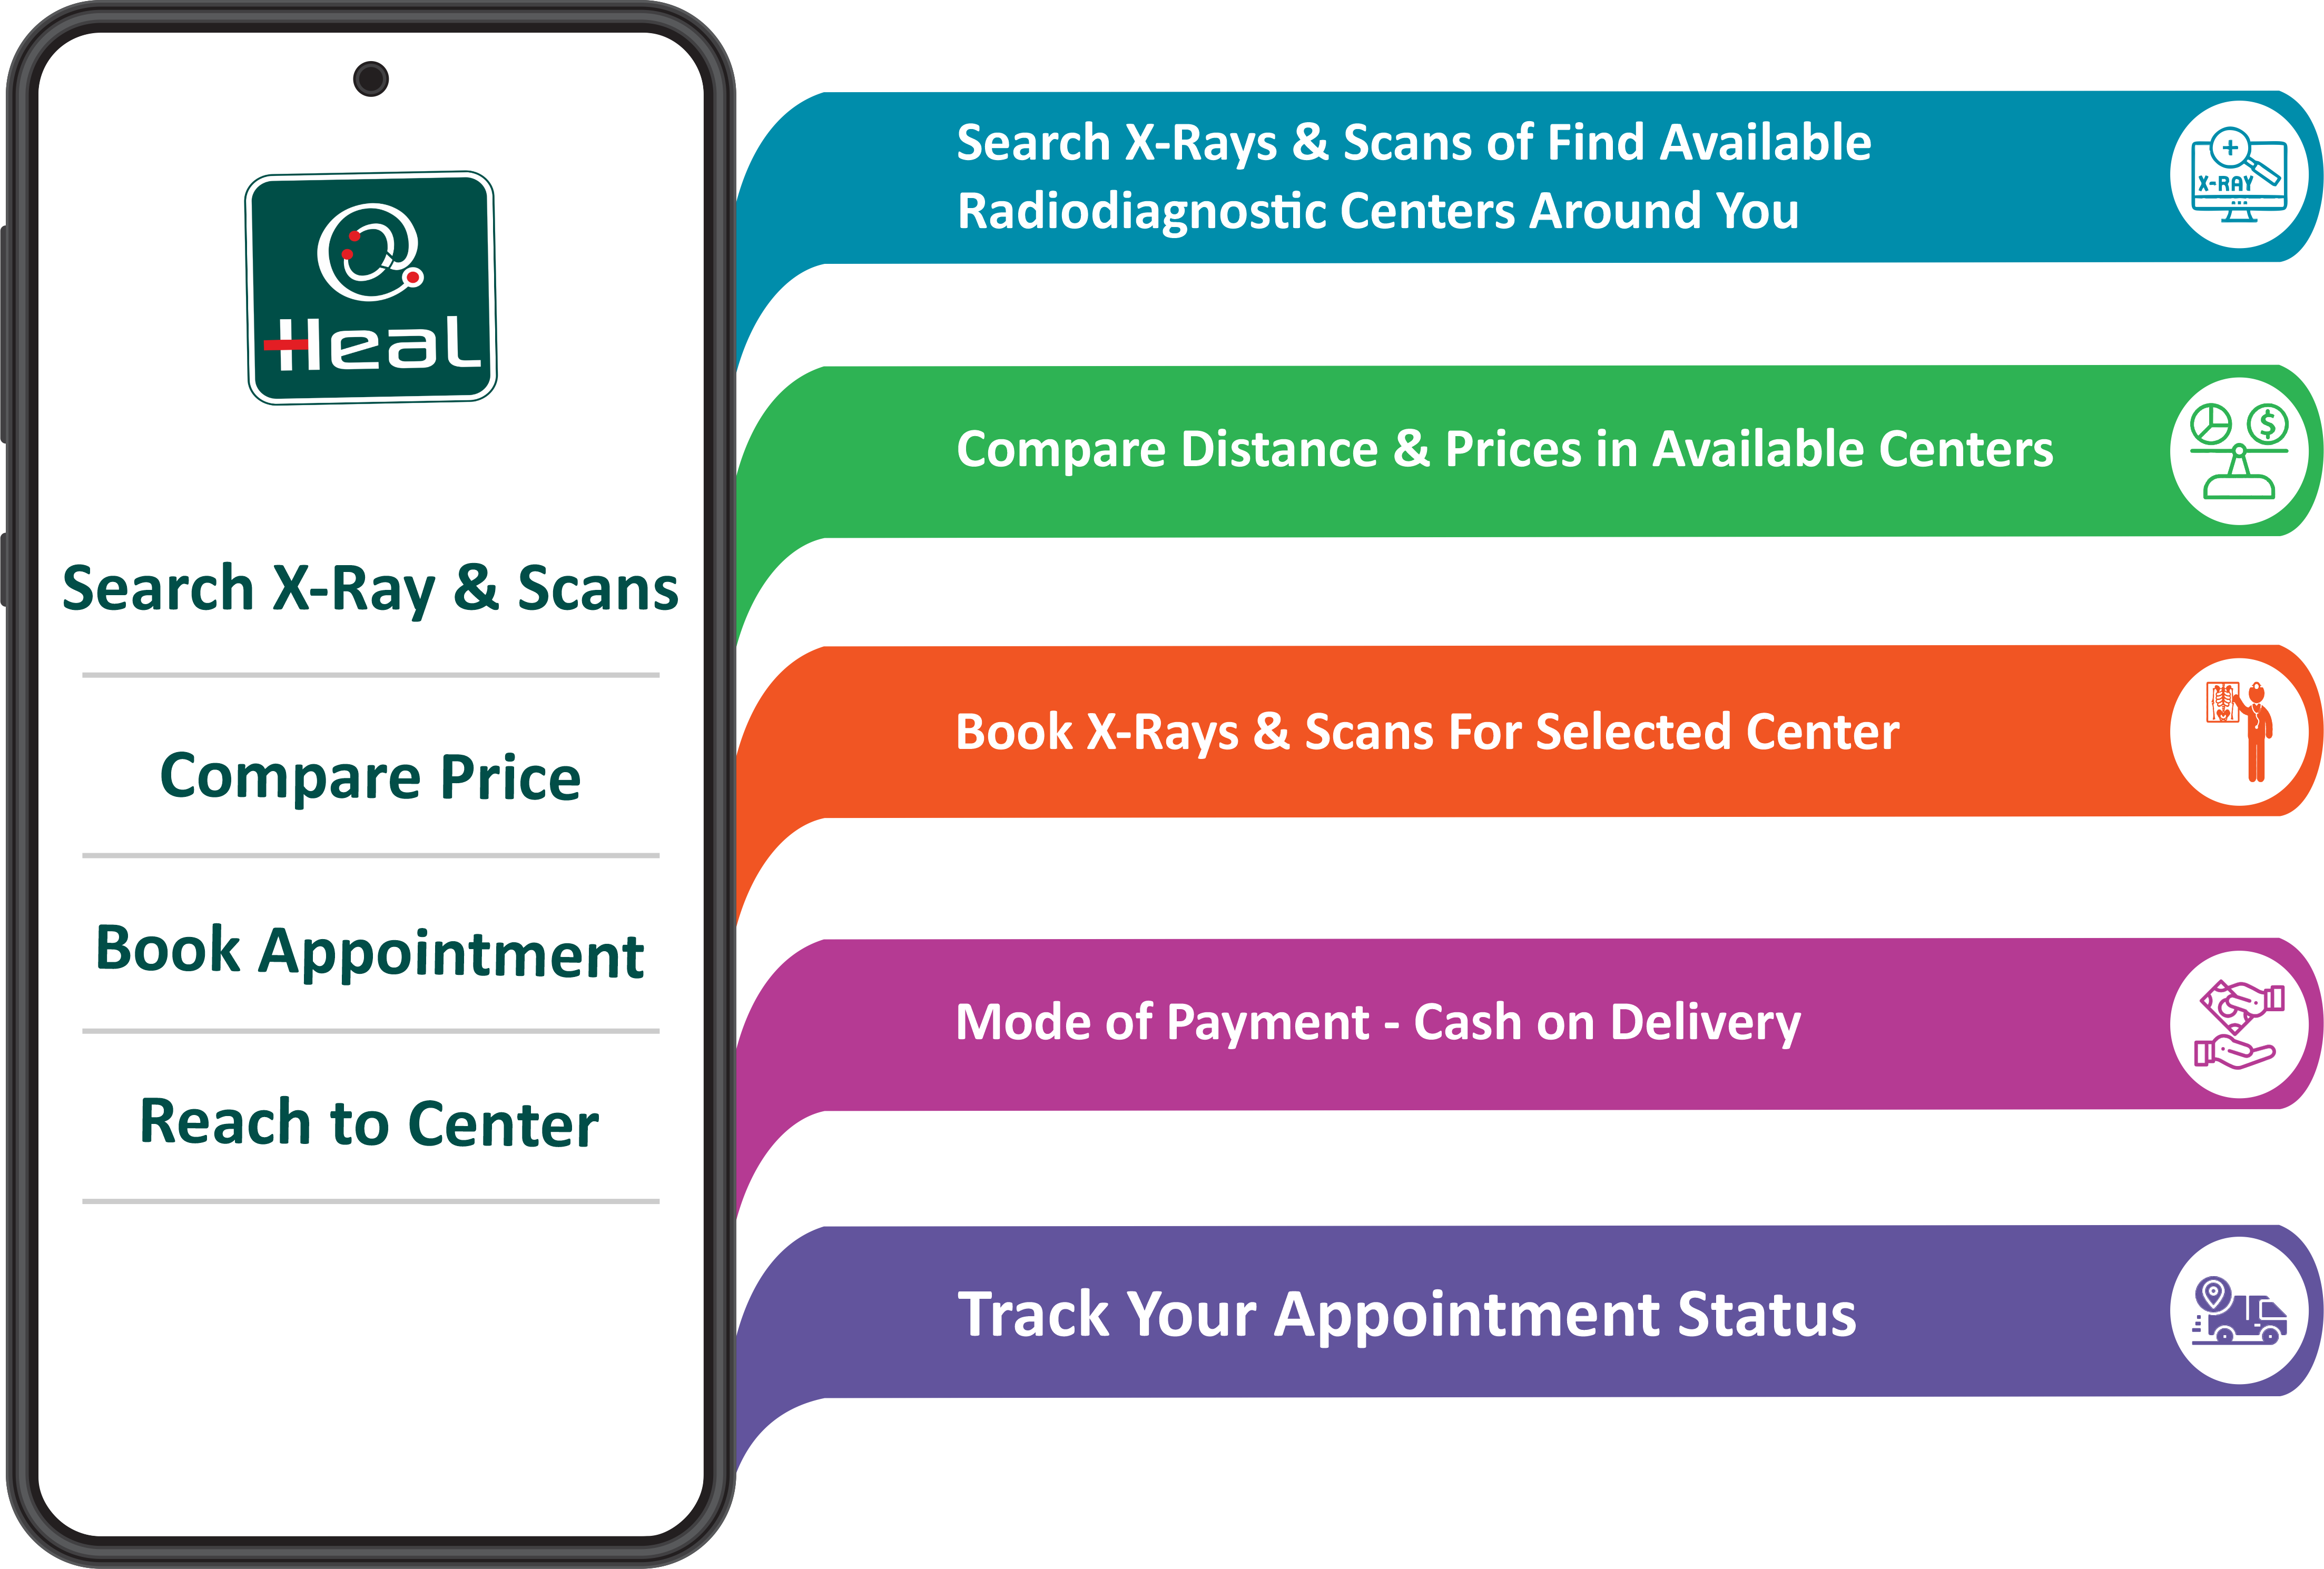 Heal
Search X-Ray & Scans
Compare Price
Book Appointment
Reach to Center
Search X-Rays & Scans of Find Available
Radiodiagnostic Centers Around You
X-RAY
Compare Distance & Prices in Available Centers
$
Book X-Rays & Scans For Selected Center
Mode of Payment - Cash on Delivery
Track Your Appointment Status